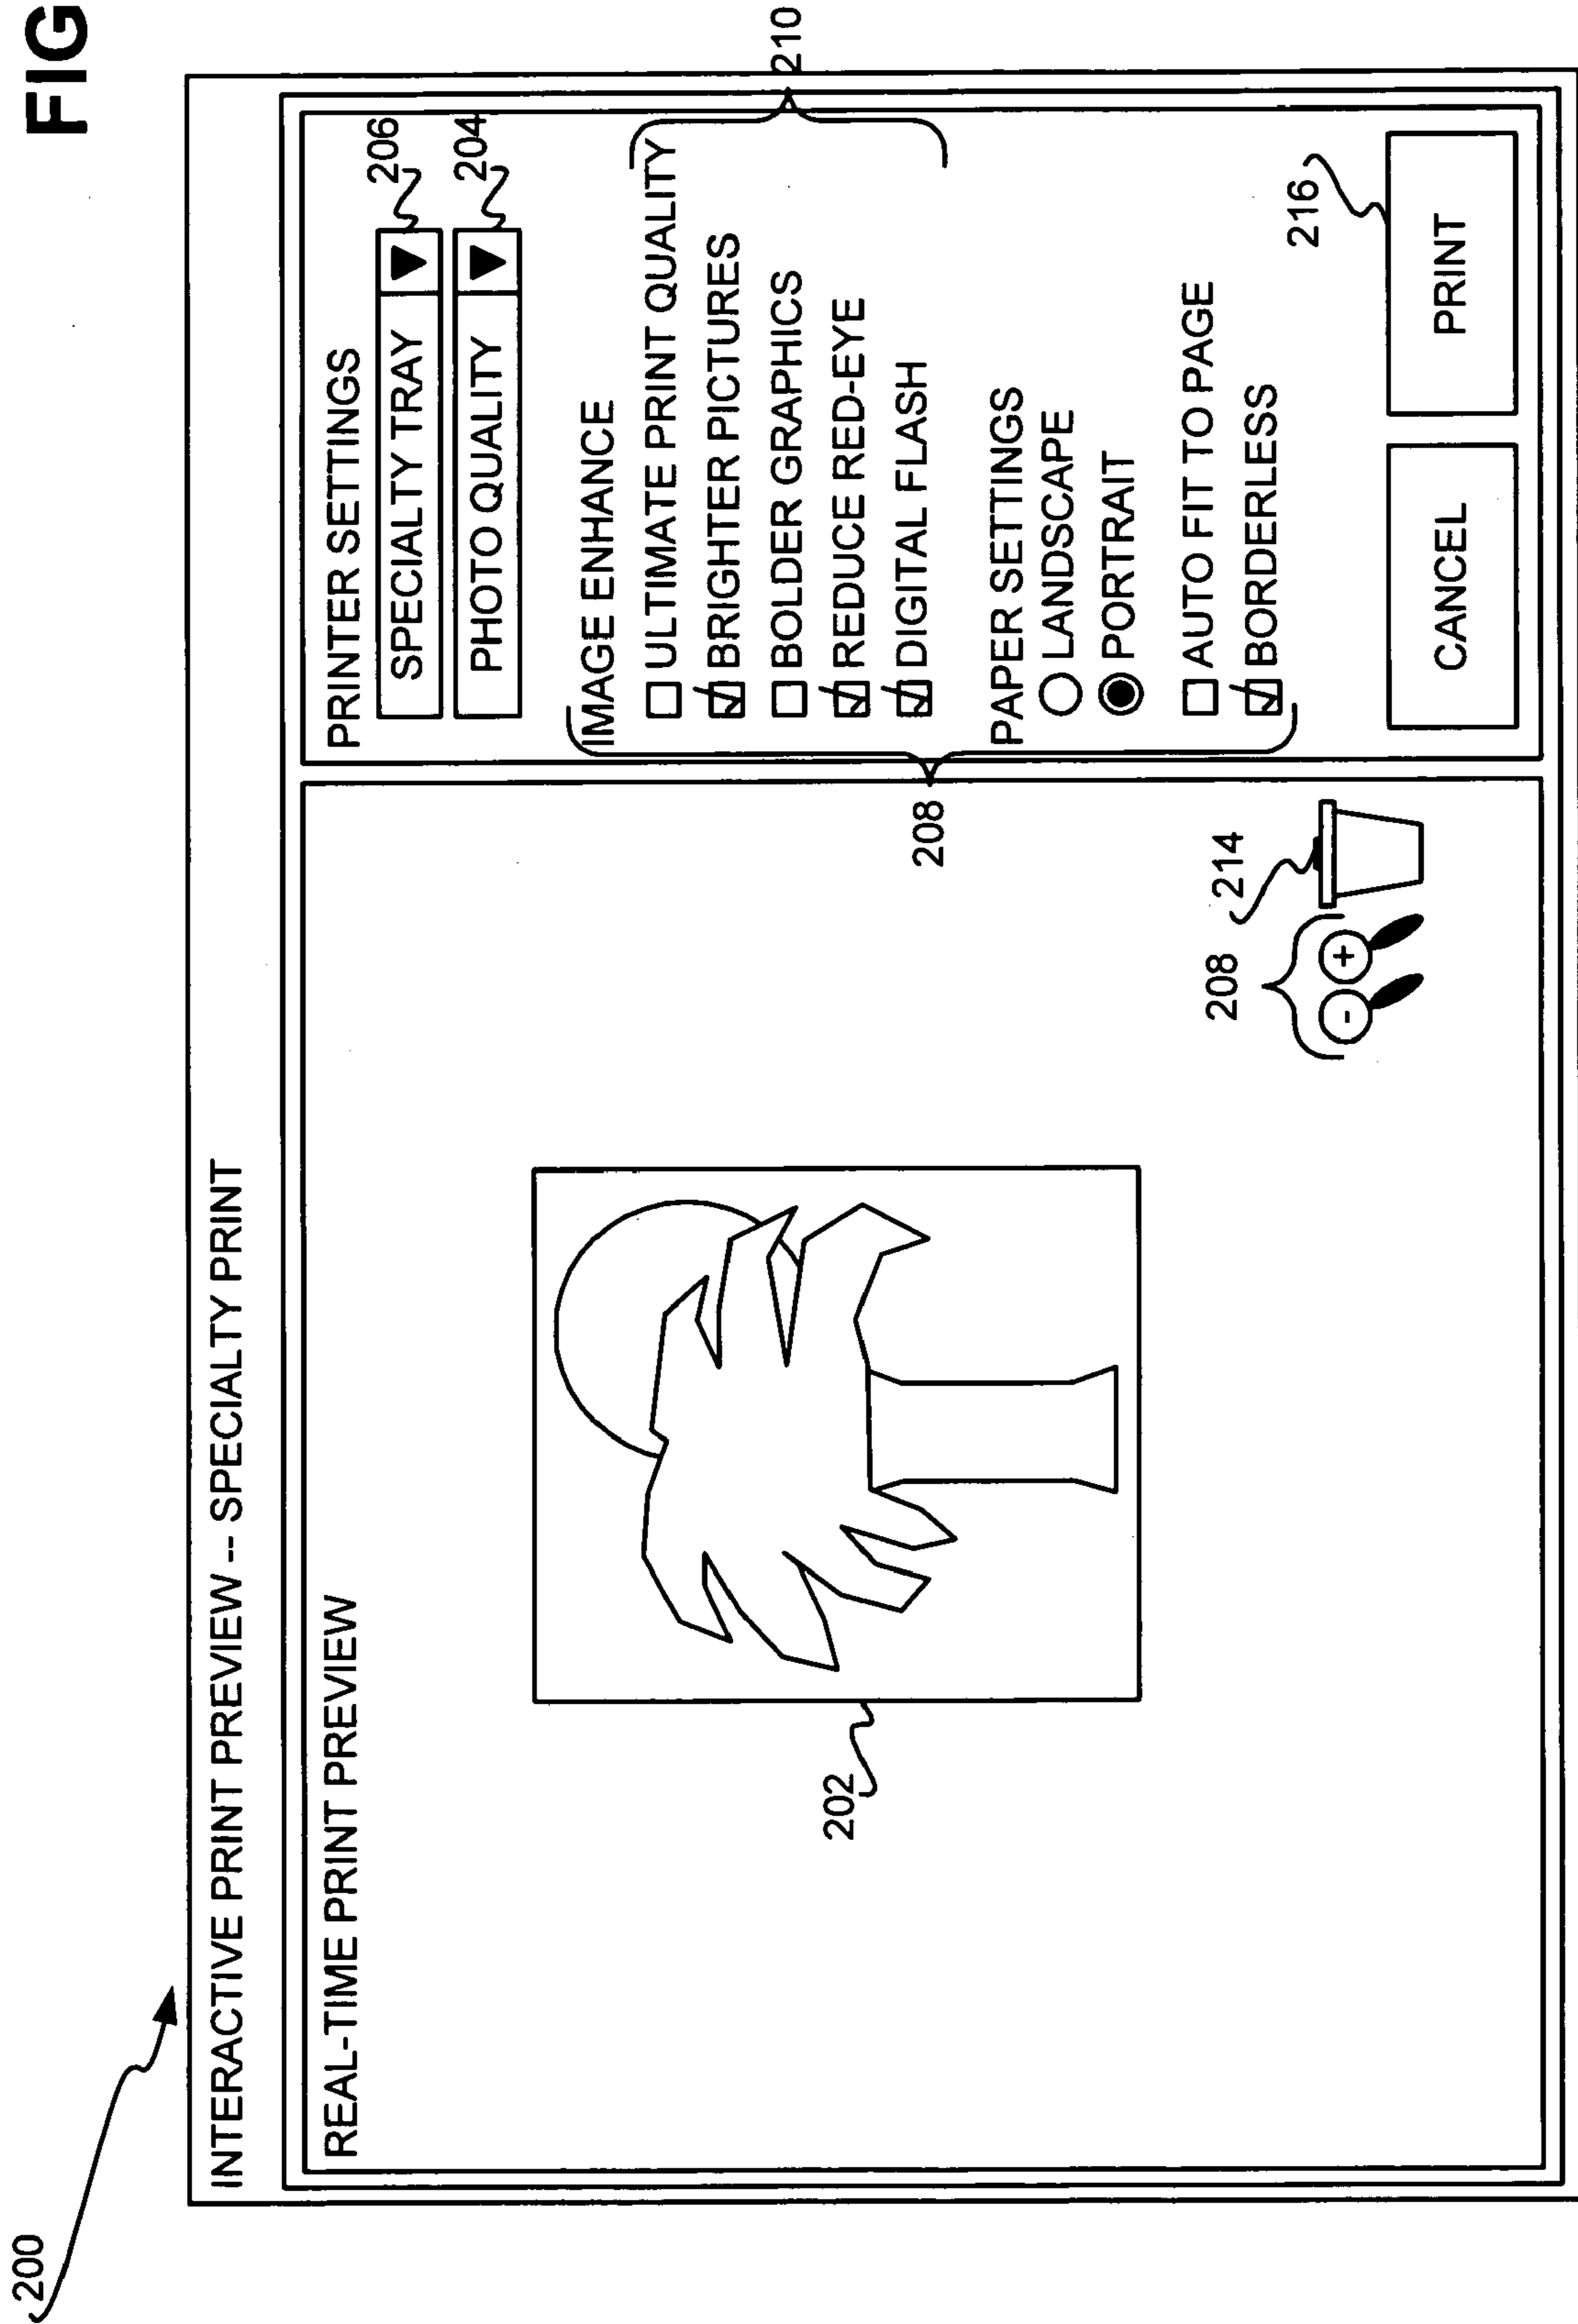 FIG
200
INTERACTIVE PRINT PREVIEW -- SPECIALTY PRINT
REAL-TIME PRINT PREVIEW
202
208
214
208
PRINTER SETTINGS
SPECIALTY TRAY
206
PHOTO QUALITY
204
IMAGE ENHANCE
ULTIMATE PRINT QUALITY
BRIGHTER PICTURES
BOLDER GRAPHICS
REDUCE RED-EYE
DIGITAL FLASH
210
PAPER SETTINGS
LANDSCAPE
PORTRAIT
AUTO FIT TO PAGE
BORDERLESS
216
CANCEL
PRINT
- +